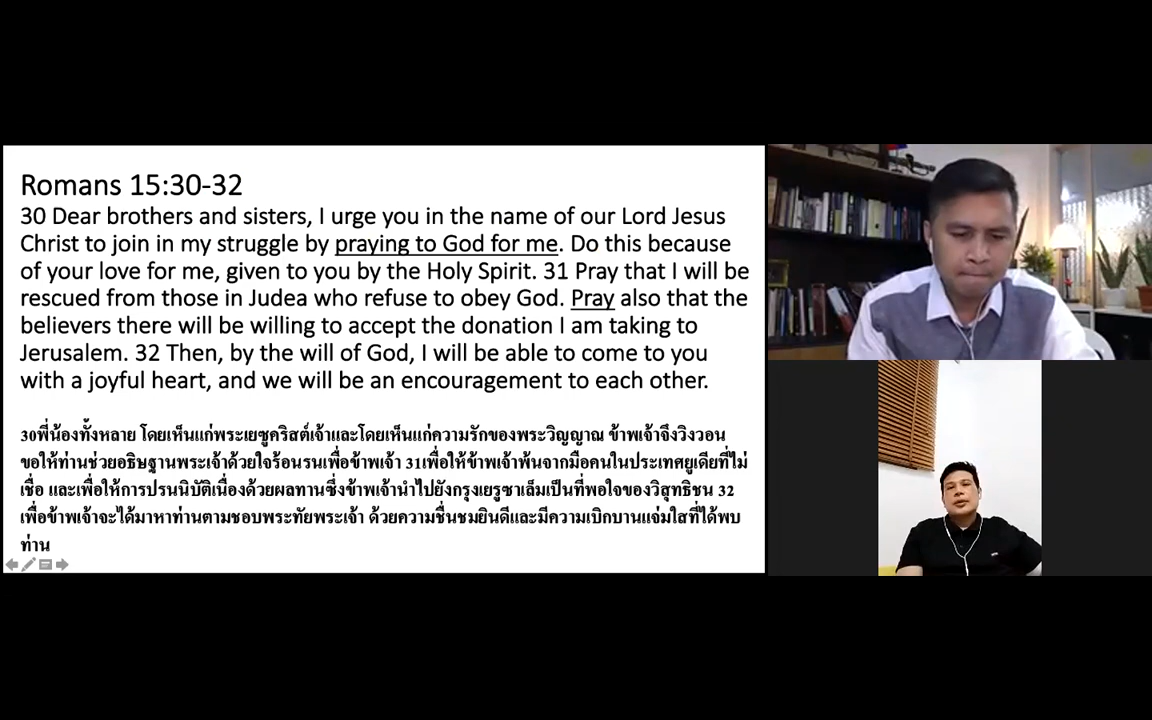 Romans 15:30-32
30 Dear brothers and sisters, I urge you in the name of our Lord Jesus
Christ to join in my struggle by praying to God for me. Do this because
of your love for me, given to you by the Holy Spirit. 31 Pray that I will be
rescued from those in Judea who refuse to obey God. Pray also that the
believers there will be willing to accept the donation I am taking to
Jerusalem. 32 Then, by the will of God, I will be able to come to you
with a joyful heart, and we will be an encouragement to each other.
30พี่น้องทั้งหลาย โดยเห็นแก่พระเยซูคริสต์เจ้าและโดยเห็นแก่ความรักของพระวิญญาณ ข้าพเจ้าจึงวิงวอน
ขอให้ท่านช่วยอธิษฐานพระเจ้าด้วยใจร้อนรนเพื่อข้าพเจ้า 31เพื่อให้ข้าพเจ้าพ้นจากมือคนในประเทศยูเดียที่ไม่
เชื่อ และเพื่อให้การปรนนิบัติเนื่องด้วยผลทานซึ่งข้าพเจ้านำไปยังกรุงเยรูซาเล็มเป็นที่พอใจของวิสุทธิชน 32
เพื่อข้าพเจ้าจะได้มาหาท่านตามชอบพระทัยพระเจ้า ด้วยความชื่นชมยินดีและมีความเบิกบานแจ่มใสที่ได้พบ
ท่าน